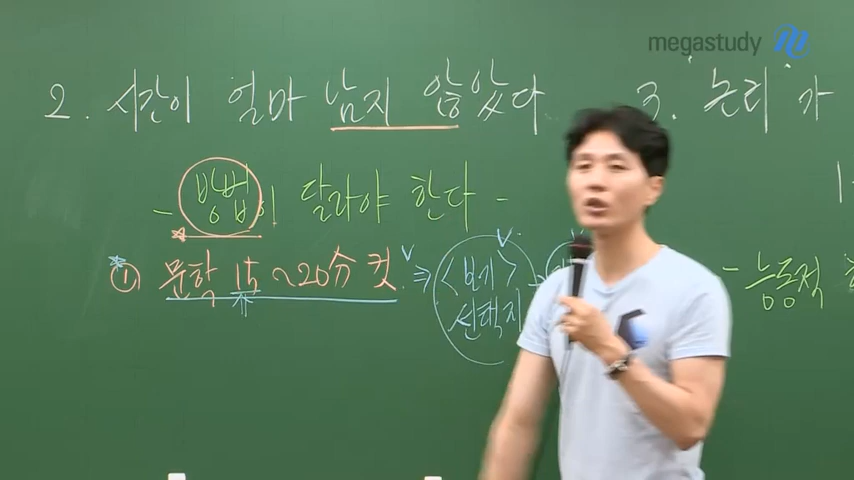 megastudy
2. 시간이 얼마 남지 않았다
3. '논리'가
- 방법이 달라야 한다 -
① 문학 15~20분 컷 ⇒ <보기> →
선택지
- 능동적